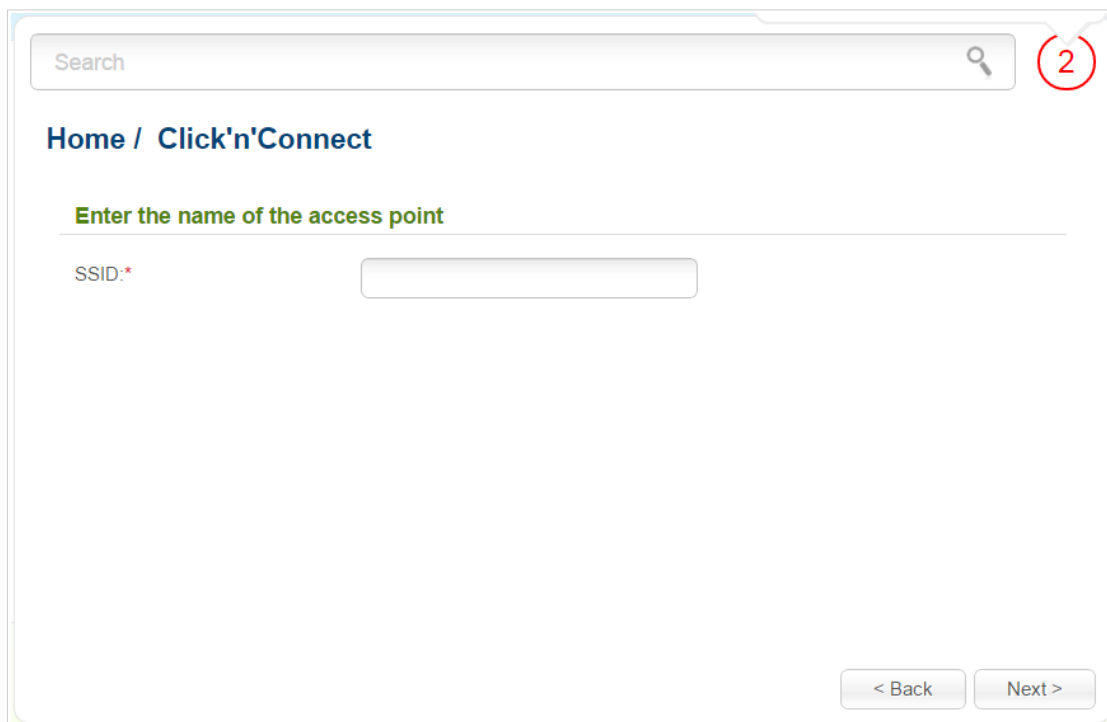 Search
2
Home / Click'n'Connect
Enter the name of the access point
SSID:*
< Back
Next >